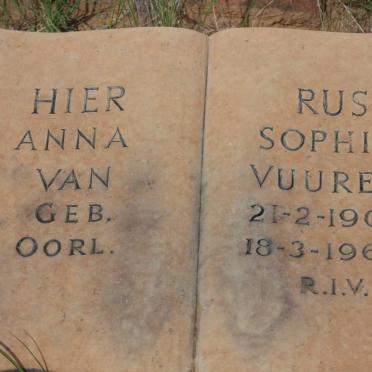 HIER RUS
ANNA SOPHI
VAN VUURE
GEB. 21-2-190
OORL. 18-3-196
R.I.V.